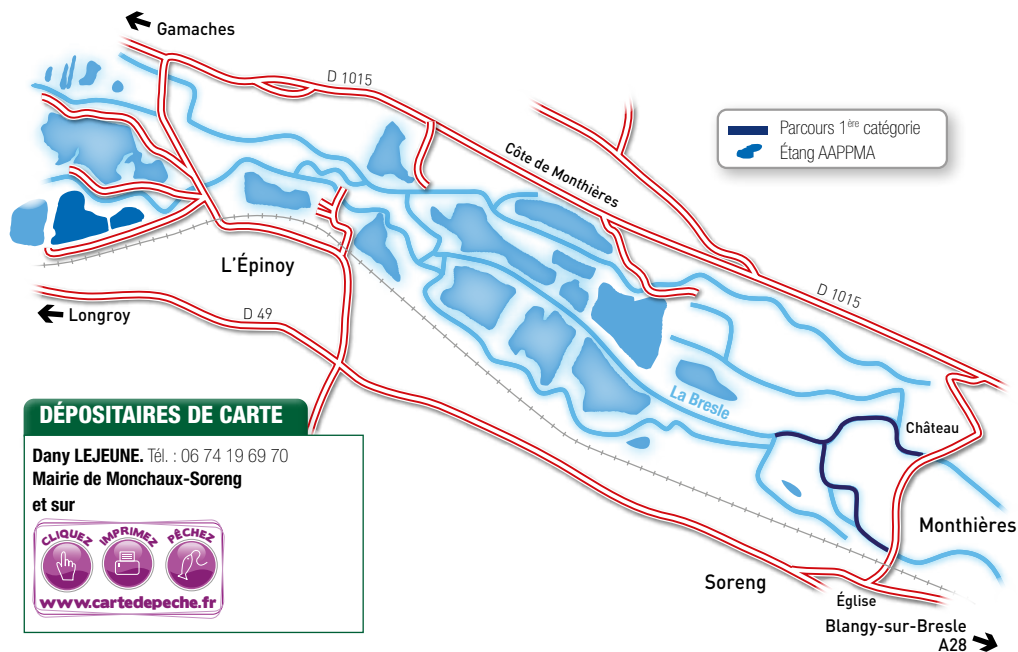 Gamaches
D 1015
Parcours 1ère catégorie
Étang AAPPMA
Côte de Monthières
L'Épinoy
D 1015
Longroy
D 49
La Bresle
DÉPOSITAIRES DE CARTE
Château
Dany LEJEUNE. Tél. : 06 74 19 69 70
Mairie de Monchaux-Soreng
et sur
CLIQUEZ IMPRIMEZ PÊCHEZ
www.cartedepeche.fr
Monthières
Soreng
Église
Blangy-sur-Bresle
A28